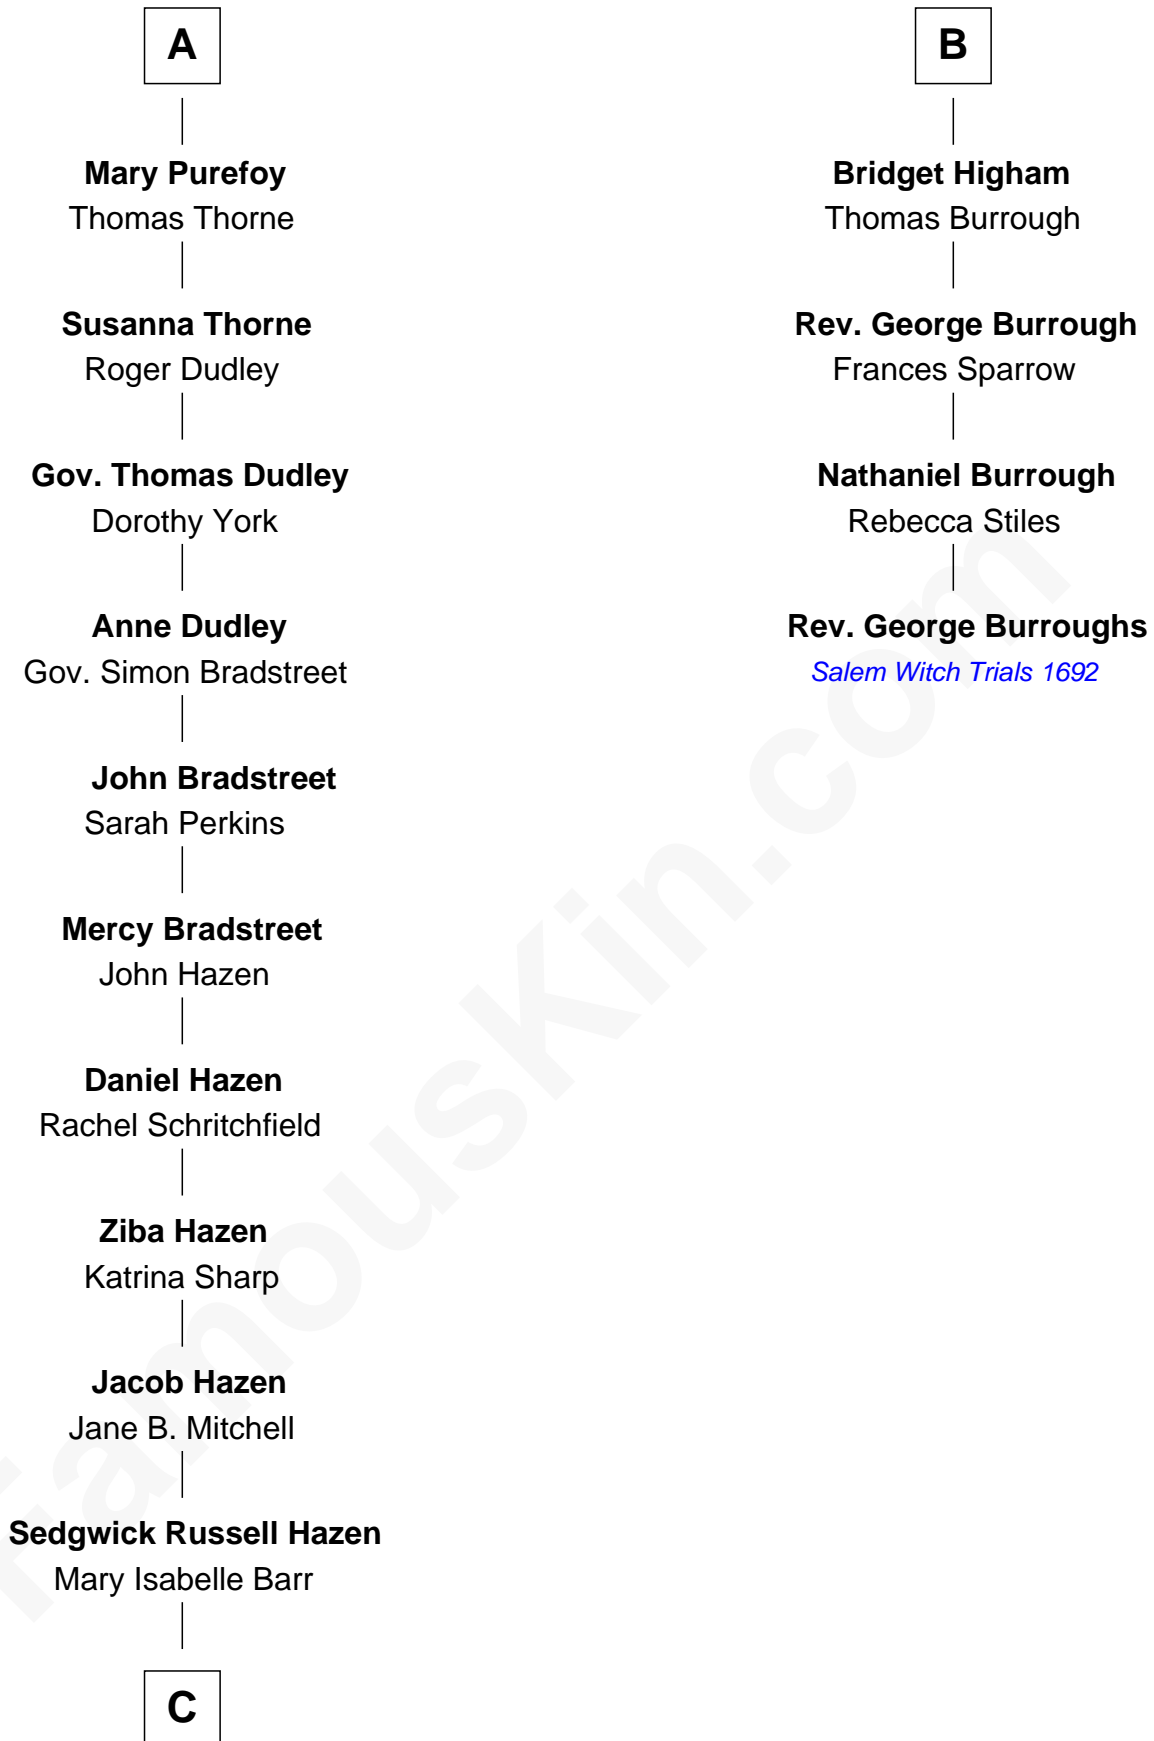 A
Mary Purefoy
Thomas Thorne
Susanna Thorne
Roger Dudley
Gov. Thomas Dudley
Dorothy York
Anne Dudley
Gov. Simon Bradstreet
John Bradstreet
Sarah Perkins
Mercy Bradstreet
John Hazen
Daniel Hazen
Rachel Schritchfield
Ziba Hazen
Katrina Sharp
Jacob Hazen
Jane B. Mitchell
Sedgwick Russell Hazen
Mary Isabelle Barr
C
B
Bridget Higham
Thomas Burrough
Rev. George Burrough
Frances Sparrow
Nathaniel Burrough
Rebecca Stiles
Rev. George Burroughs
Salem Witch Trials 1692
FamousKin.com